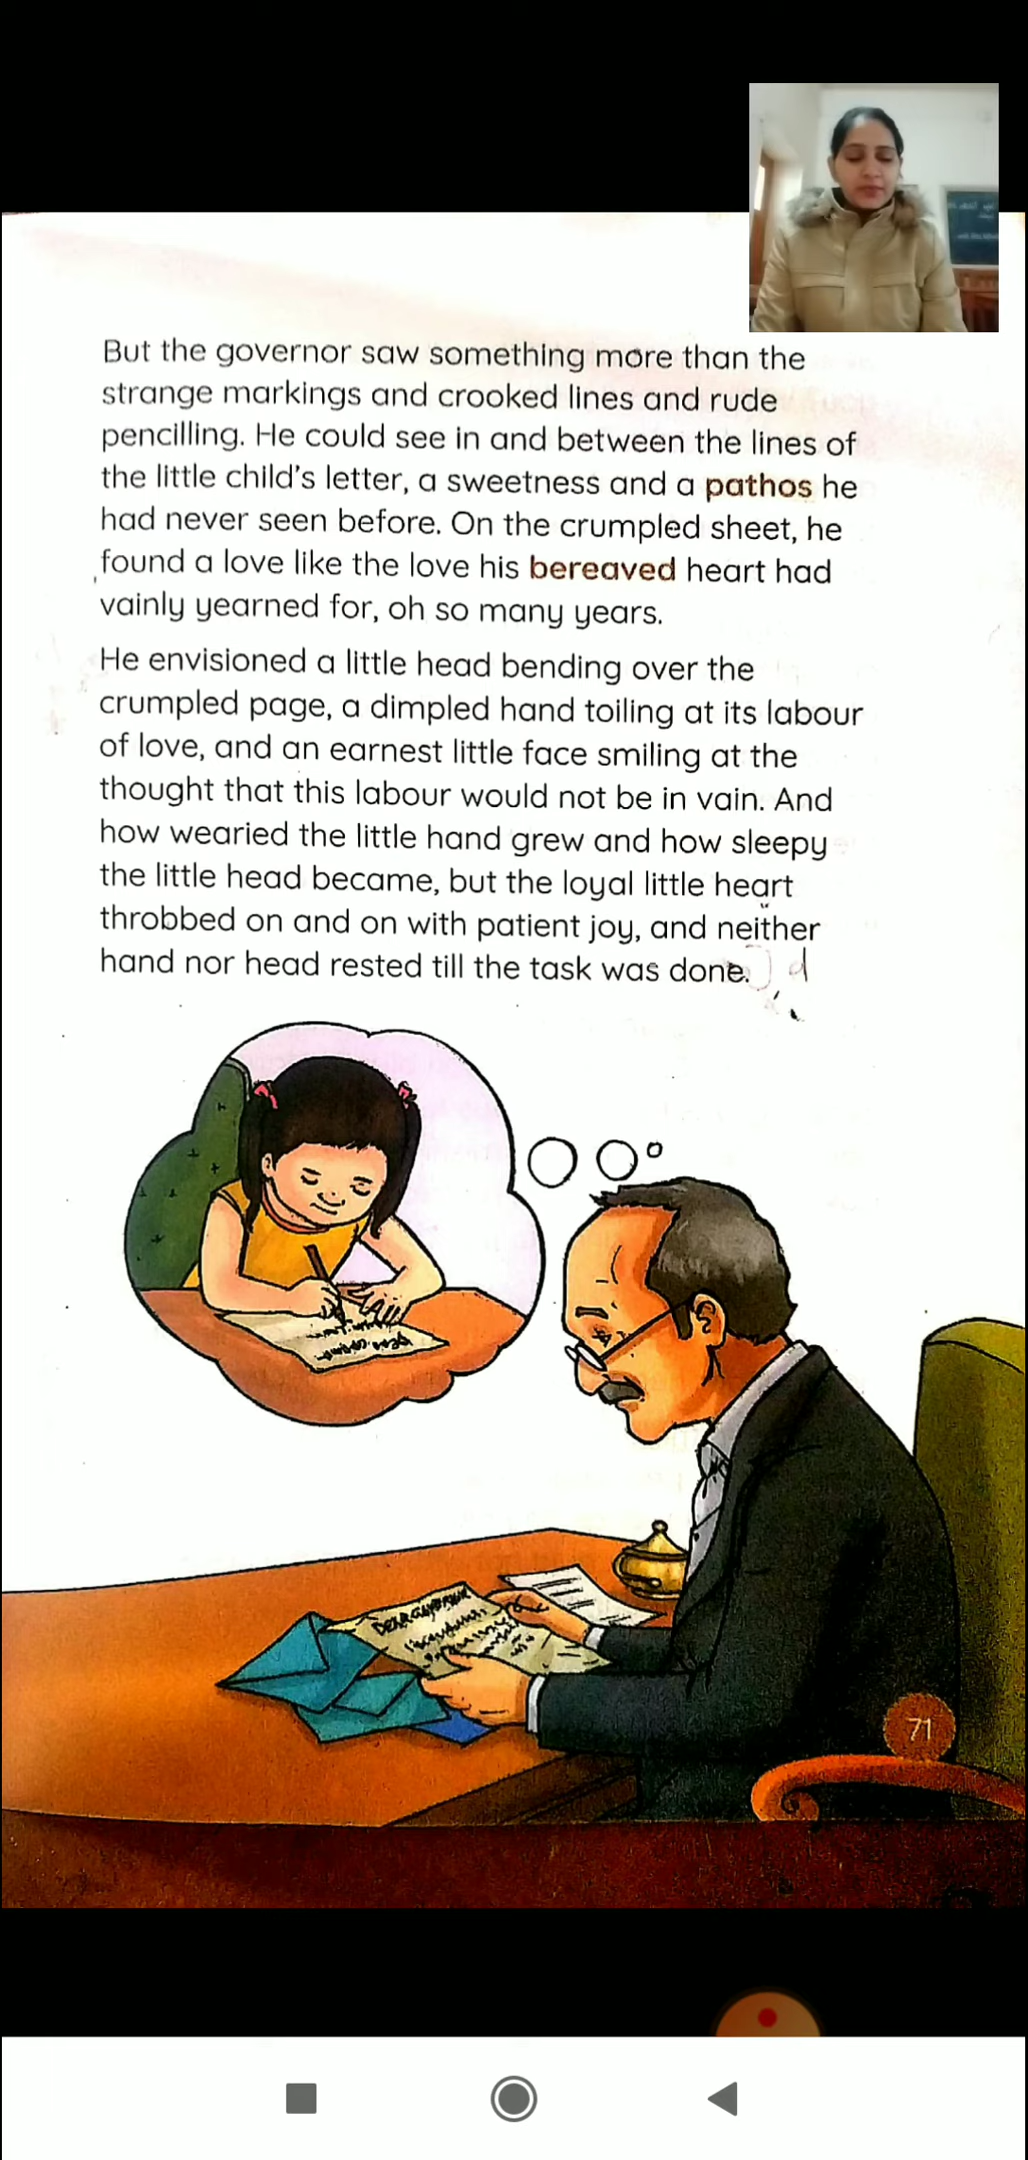 But the governor saw something more than the
strange markings and crooked lines and rude
pencilling. He could see in and between the lines of
the little child's letter, a sweetness and a pathos he
had never seen before. On the crumpled sheet, he
found a love like the love his bereaved heart had
vainly yearned for, oh so many years.
He envisioned a little head bending over the
crumpled page, a dimpled hand toiling at its labour
of love, and an earnest little face smiling at the
thought that this labour would not be in vain. And
how wearied the little hand grew and how sleepy
the little head became, but the loyal little heart
throbbed on and on with patient joy, and neither
hand nor head rested till the task was done.
DEAR GOVERNOR
71